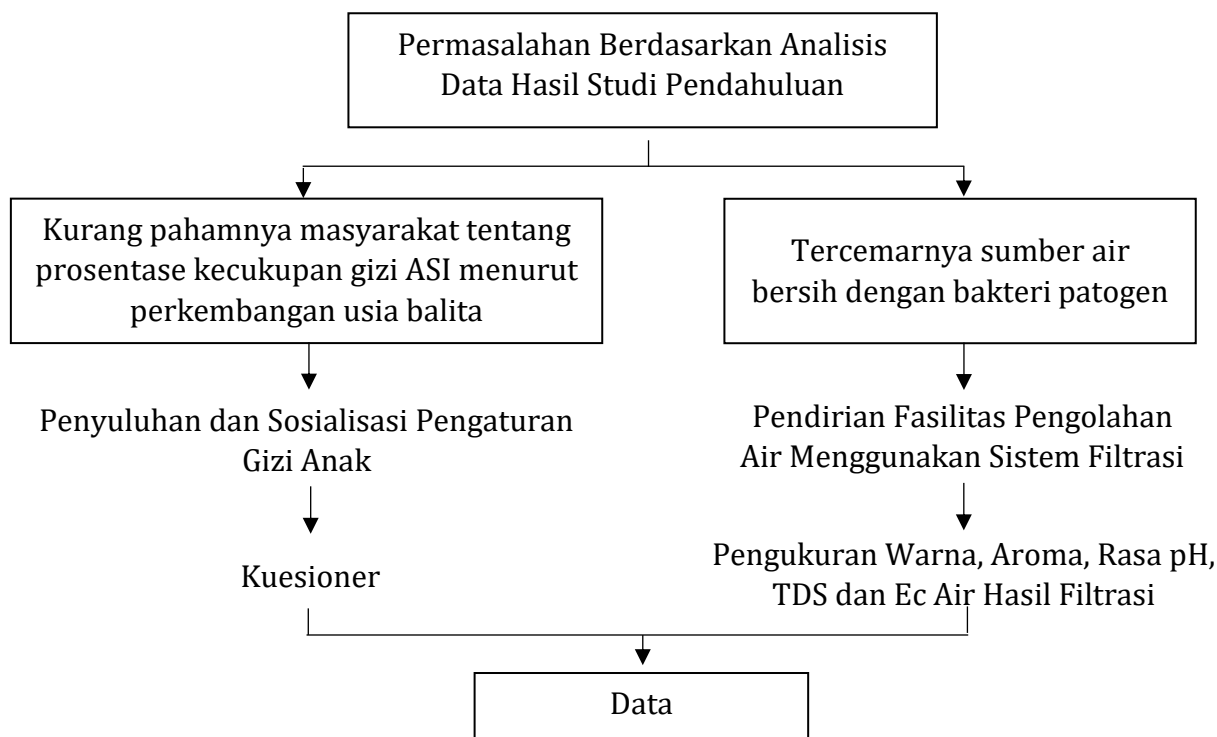 Permasalahan Berdasarkan Analisis
Data Hasil Studi Pendahuluan
Kurang pahamnya masyarakat tentang
prosentase kecukupan gizi ASI menurut
perkembangan usia balita
Tercemarnya sumber air
bersih dengan bakteri patogen
Penyuluhan dan Sosialisasi Pengaturan
Gizi Anak
Pendirian Fasilitas Pengolahan
Air Menggunakan Sistem Filtrasi
Kuesioner
Pengukuran Warna, Aroma, Rasa pH,
TDS dan Ec Air Hasil Filtrasi
Data